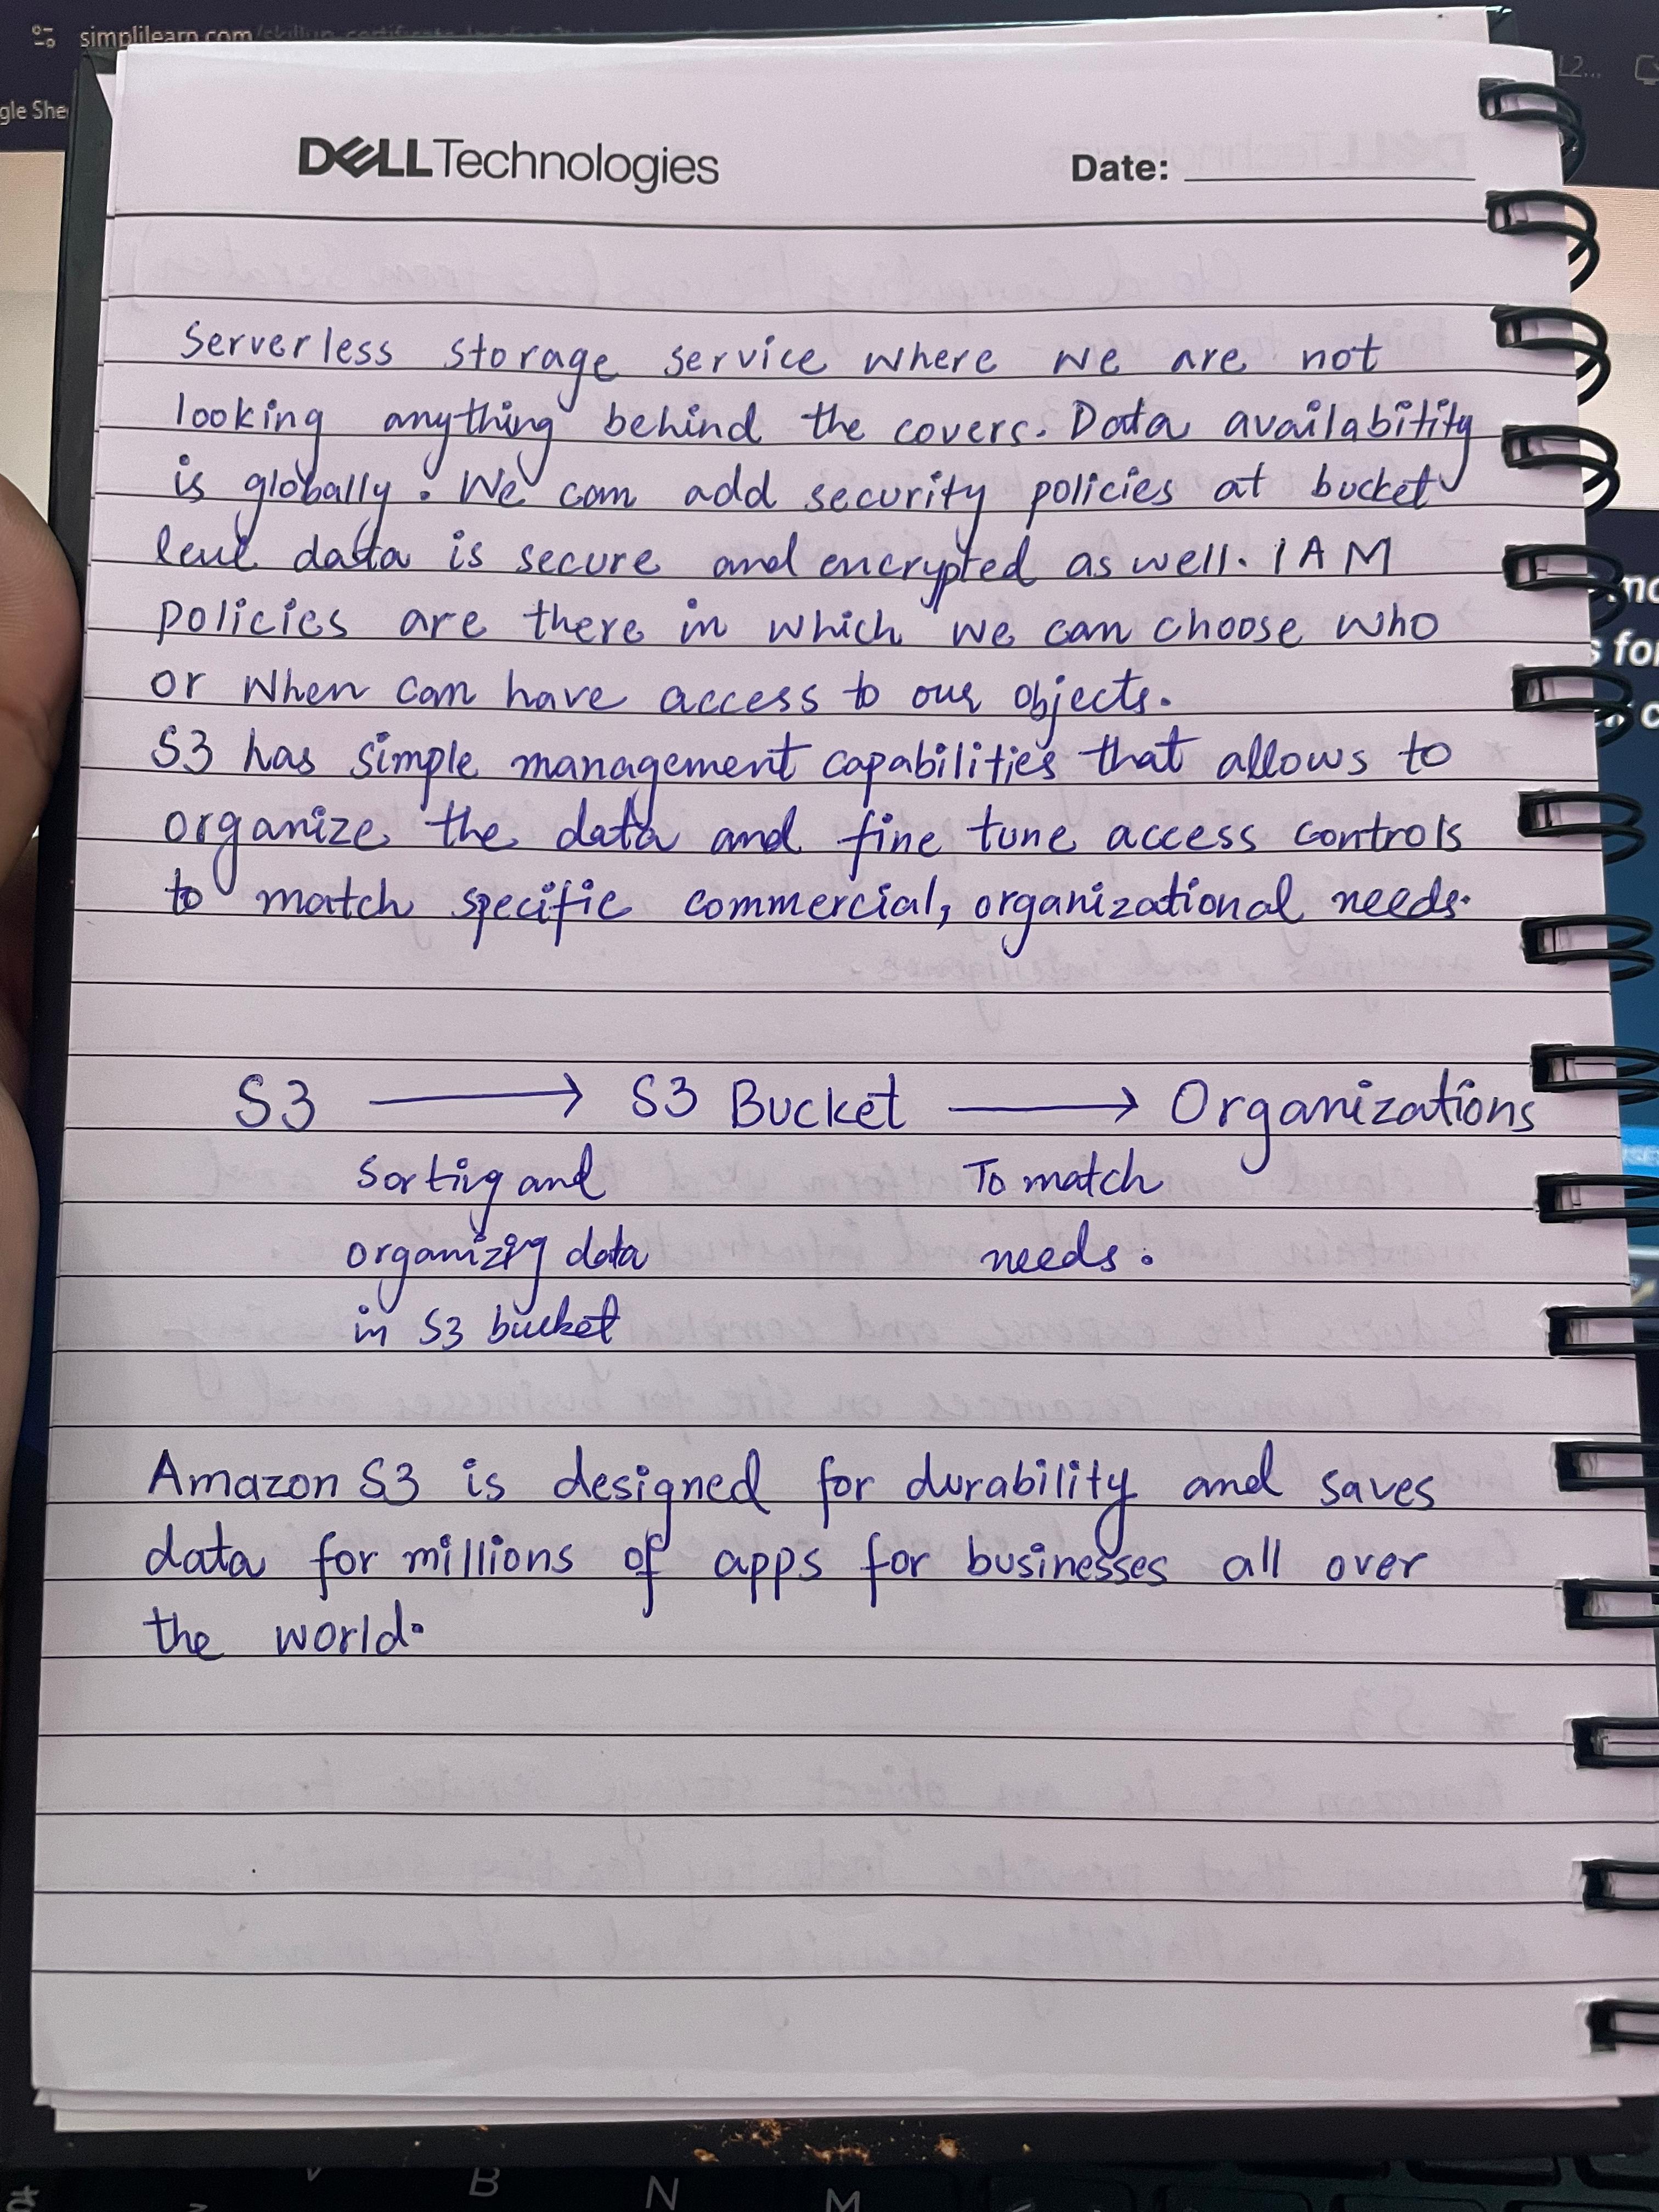 simplilearn.com
gle She
DELLTechnologies Date:
Serverless storage service where we are not
looking anything behind the covers. Data availabitity
is globally. We can add security policies at bucket
level data is secure and encrypted as well. IAM
policies are there in which we can choose who
or when can have access to our objects.
S3 has simple management capabilities that allows to
organize the data and fine tune access controls
to match specific commercial, organizational needs.
S3 → S3 Bucket → Organizations
Sorting and To match
organizing data needs.
in S3 bucket
Amazon S3 is designed for durability and saves
data for millions of apps for businesses all over
the world.
V B N M